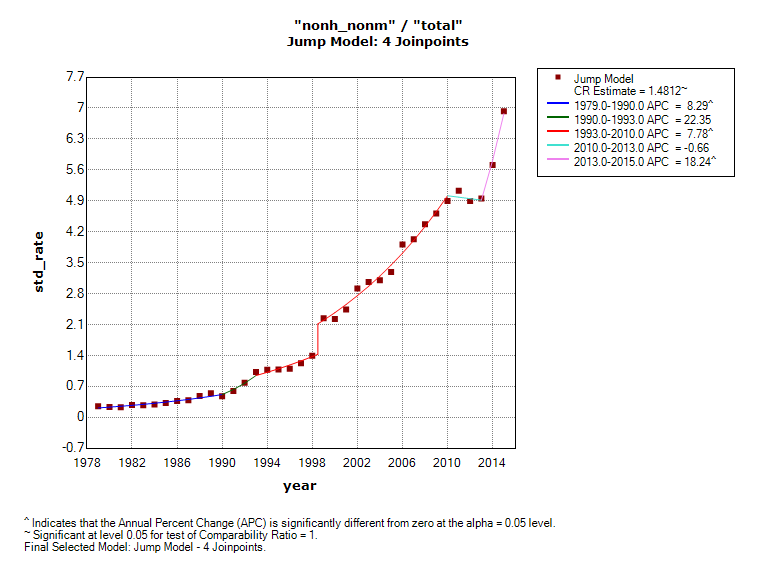 "nonh_nonm" / "total"
Jump Model: 4 Joinpoints
7.7
7
6.3
5.6
4.9
4.2
3.5
2.8
2.1
1.4
0.7
0
-0.7
std_rate
1978 1982 1986 1990 1994 1998 2002 2006 2010 2014
year
Jump Model
CR Estimate = 1.4812~
1979.0-1990.0 APC = 8.29^
1990.0-1993.0 APC = 22.35
1993.0-2010.0 APC = 7.78^
2010.0-2013.0 APC = -0.66
2013.0-2015.0 APC = 18.24^
^ Indicates that the Annual Percent Change (APC) is significantly different from zero at the alpha = 0.05 level.
~ Significant at level 0.05 for test of Comparability Ratio = 1.
Final Selected Model: Jump Model - 4 Joinpoints.